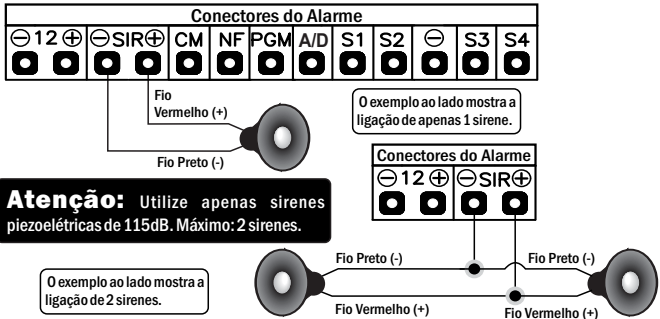 Conectores do Alarme
⊖ 12 ⊕ ⊖SIR⊕ CM NF PGM A/D S1 S2 ⊖ S3 S4
Fio
Vermelho (+)
Fio Preto (-)
O exemplo ao lado mostra a
ligação de apenas 1 sirene.
Atenção: Utilize apenas sirenes
piezoelétricas de 115dB. Máximo: 2 sirenes.
Conectores do Alarme
⊖ 12 ⊕ ⊖SIR⊕
O exemplo ao lado mostra a
ligação de 2 sirenes.
Fio Preto (-)
Fio Preto (-)
Fio Vermelho (+)
Fio Vermelho (+)